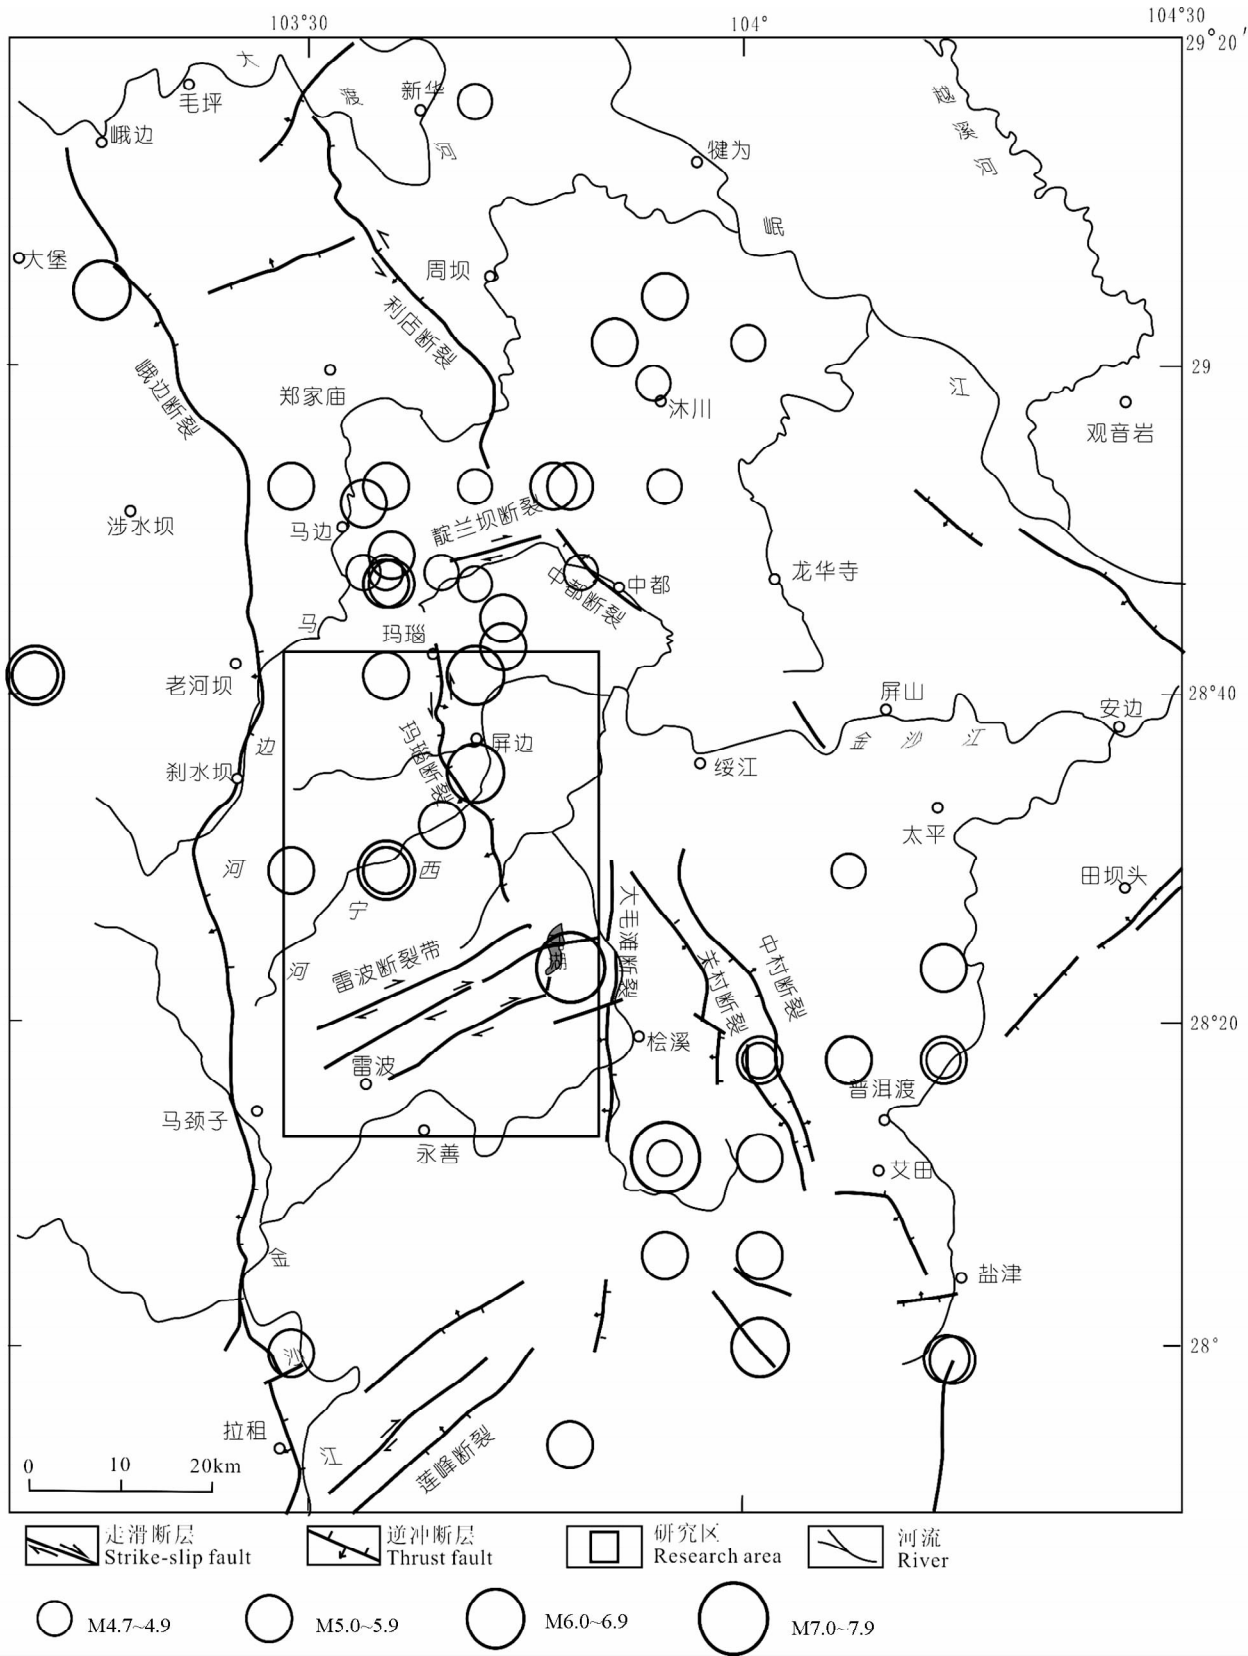 103°30
104°
104°30
29°20′
大
渡
河
毛坪
新华
峨边
犍为
越
溪
河
岷
大堡
周坝
利店断裂
峨边断裂
郑家庙
29
沐川
江
观音岩
涉水坝
马边
靛兰坝断裂
中都断裂
中都
龙华寺
马
玛瑙
老河坝
28°40
屏山
安边
边
玛瑙断裂
屏边
金
沙
江
刹水坝
绥江
太平
河
西
田坝头
宁
大毛滩断裂
中村断裂
雷波断裂带
湖
河
28°20
桧溪
雷波
普洱渡
马颈子
永善
艾田
金
盐津
28°
沙
拉租
江
莲峰断裂
0 10 20km
走滑断层
Strike-slip fault
逆冲断层
Thrust fault
研究区
Research area
河流
River
M4.7~4.9
M5.0~5.9
M6.0~6.9
M7.0~7.9